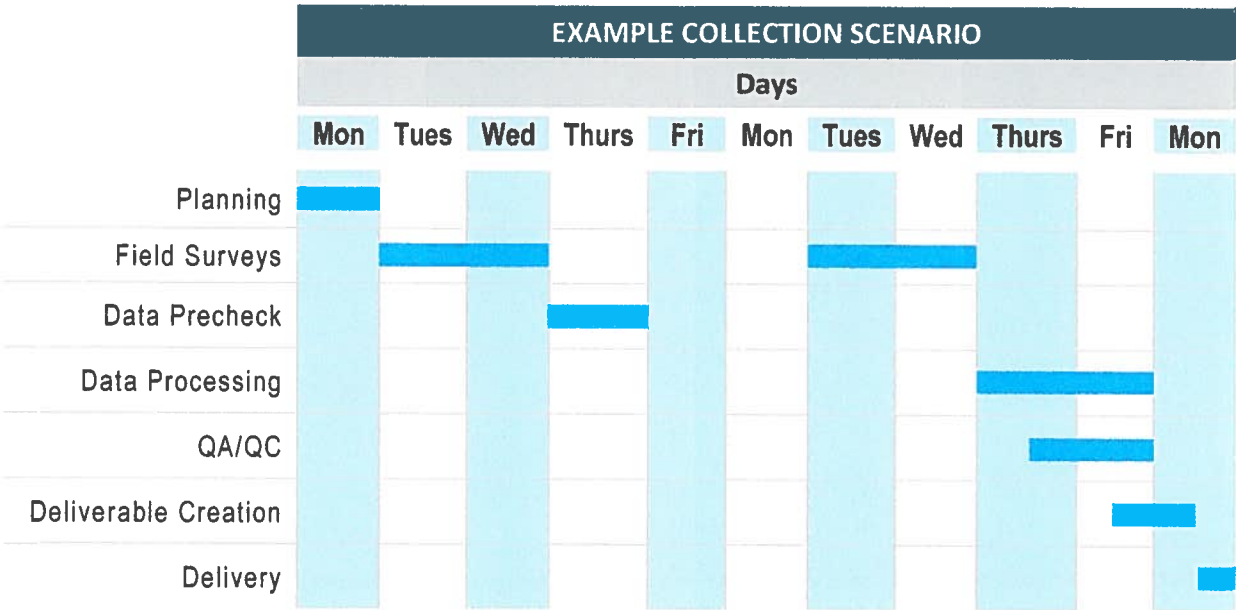 EXAMPLE COLLECTION SCENARIO
Days
Mon Tues Wed Thurs Fri Mon Tues Wed Thurs Fri Mon
Planning
Field Surveys
Data Precheck
Data Processing
QA/QC
Deliverable Creation
Delivery